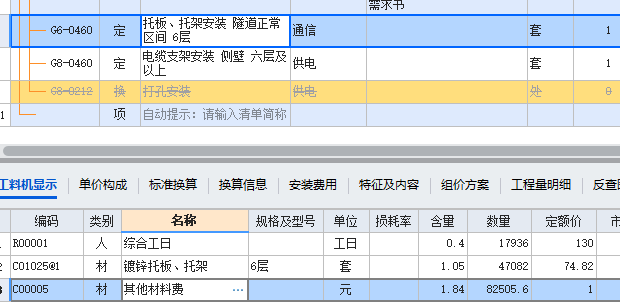 需求书
G6-0460 定 托板、托架安装 隧道正常 通信 套 1
区间 6层
G8-0460 定 电缆支架安装 侧壁 六层及 供电 套 1
以上
G8-0212 换 打孔安装 供电 处 0
1 项 自动提示：请输入清单简称
工料机显示 单价构成 标准换算 换算信息 安装费用 特征及内容 组价方案 工程量明细 反查
编码 类别 名称 规格及型号 单位 损耗率 含量 数量 定额价 市
R00001 人 综合工日 工日 0.4 17936 130
2 C01025@1 材 镀锌托板、托架 6层 套 1.05 47082 74.82
3 C00005 材 其他材料费 … 元 1.84 82505.6 1